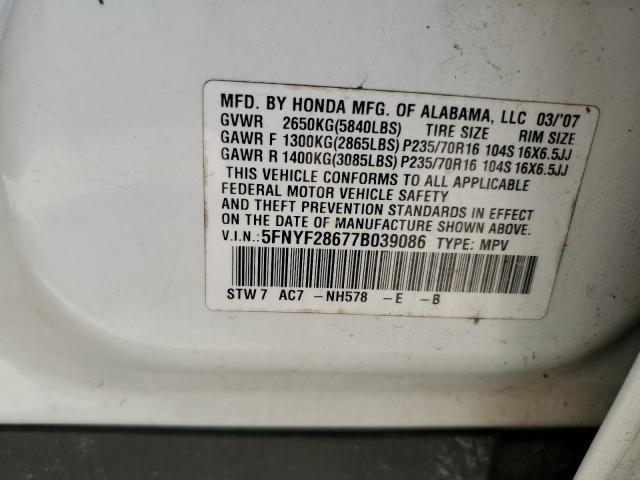 MFD. BY HONDA MFG. OF ALABAMA, LLC 03/'07
GVWR 2650KG(5840LBS) TIRE SIZE RIM SIZE
GAWR F 1300KG(2865LBS) P235/70R16 104S 16X6.5JJ
GAWR R 1400KG(3085LBS) P235/70R16 104S 16X6.5JJ
THIS VEHICLE CONFORMS TO ALL APPLICABLE
FEDERAL MOTOR VEHICLE SAFETY
AND THEFT PREVENTION STANDARDS IN EFFECT
ON THE DATE OF MANUFACTURE SHOWN ABOVE.
V.I.N.:5FNYF28677B039086 TYPE: MPV
STW7 AC7 -NH578 -E -B